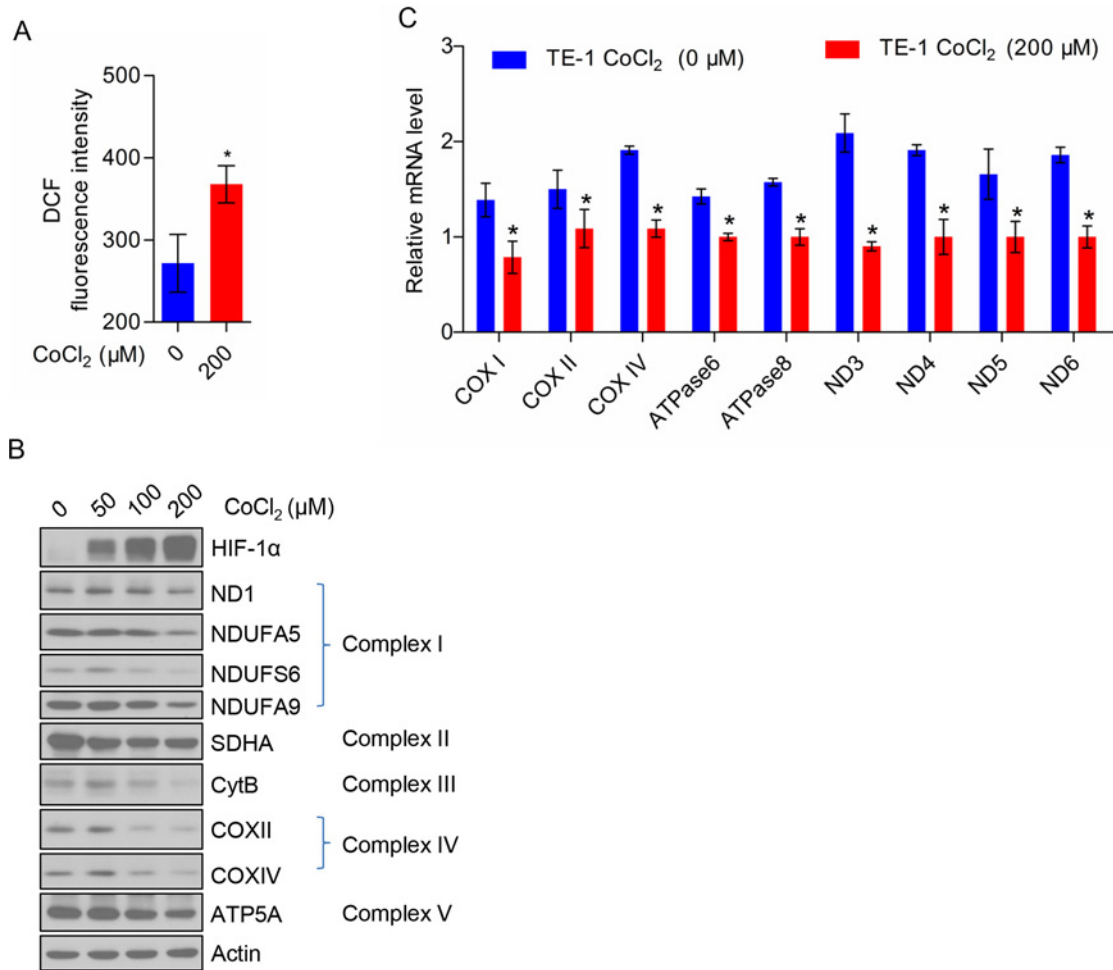 A
DCF
fluorescence intensity
500
400
300
200
*
CoCl₂ (µM)
0
200
C
Relative mRNA level
3
2
1
0
TE-1 CoCl₂ (0 µM)
TE-1 CoCl₂ (200 µM)
* * * * * * * * *
COX I
COX II
COX IV
ATPase6
ATPase8
ND3
ND4
ND5
ND6
B
0 50 100 200 CoCl₂ (µM)
HIF-1α
ND1
NDUFA5
Complex I
NDUFS6
NDUFA9
SDHA Complex II
CytB Complex III
COXII
Complex IV
COXIV
ATP5A Complex V
Actin